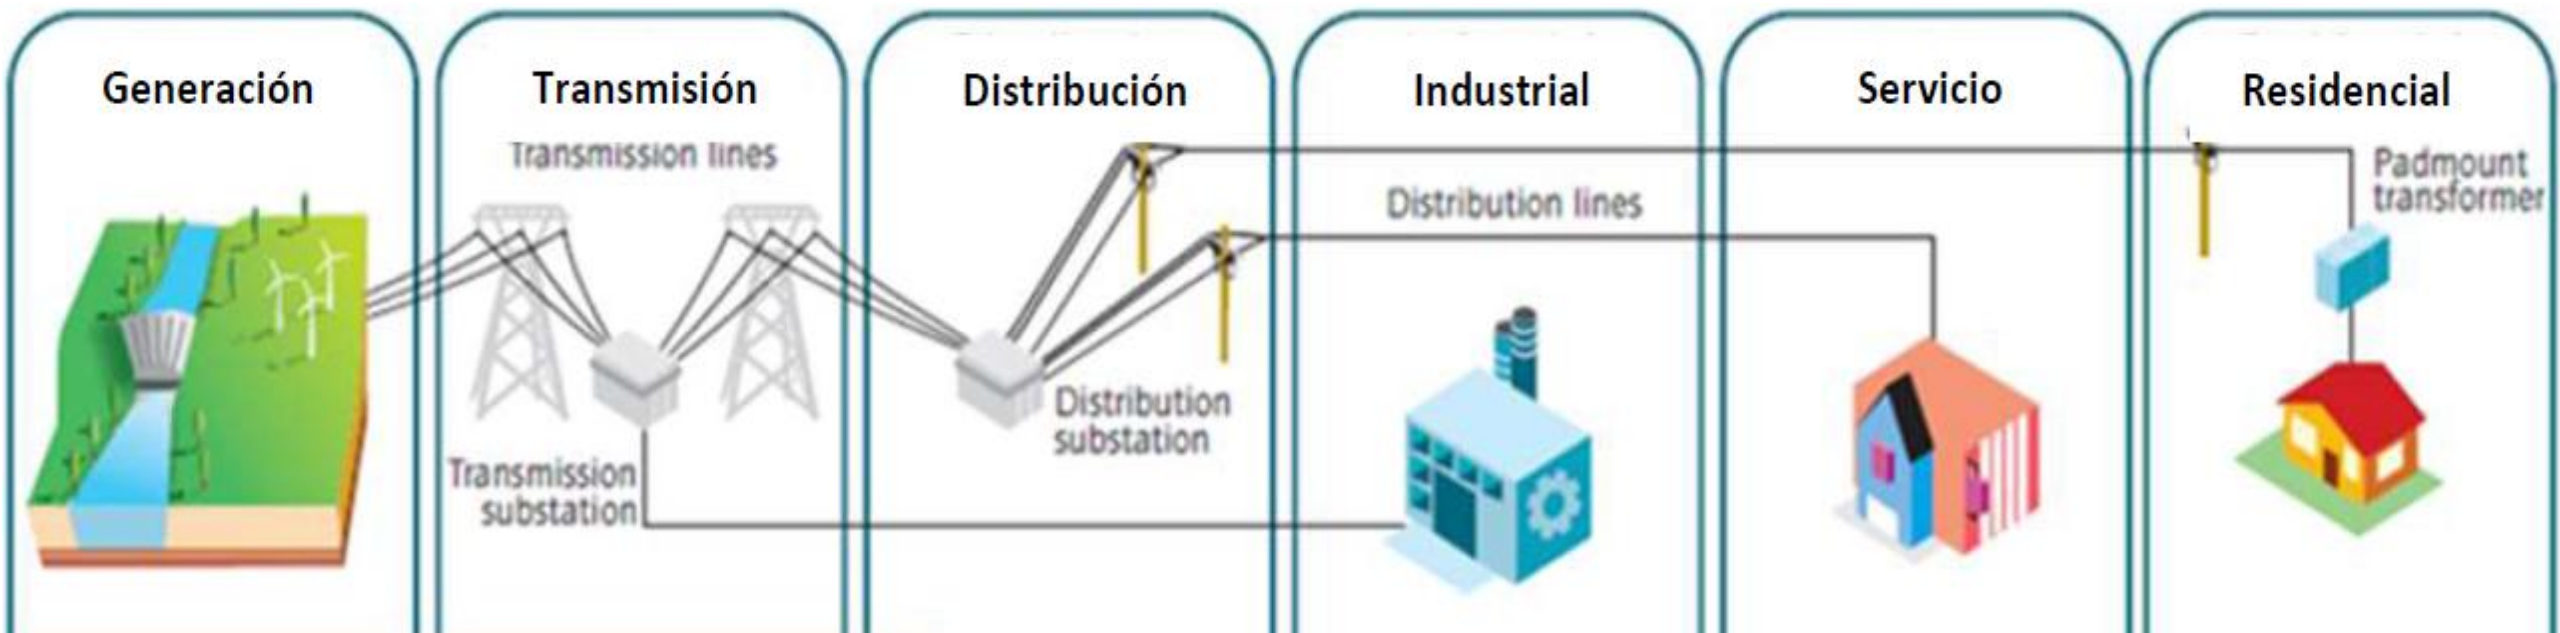 Generación
Transmisión
Distribución
Industrial
Servicio
Residencial
Transmission lines
Padmount
transformer
Distribution lines
Distribution
substation
Transmission
substation